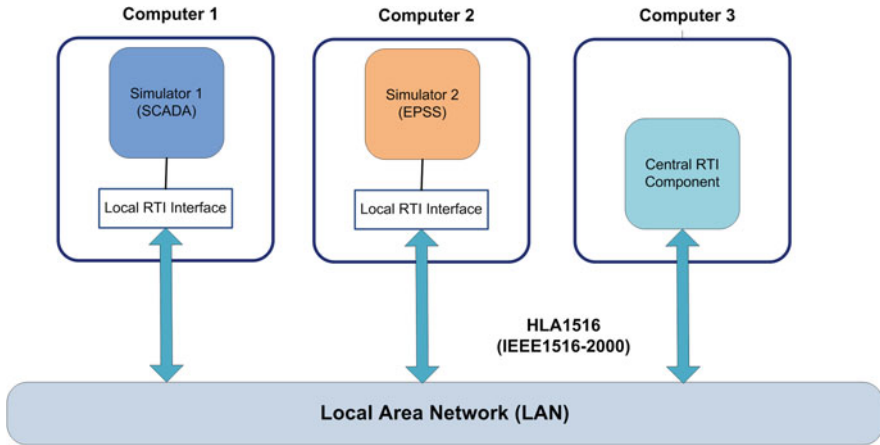 Computer 1
Computer 2
Computer 3
Simulator 1
(SCADA)
Simulator 2
(EPSS)
Central RTI
Component
Local RTI Interface
Local RTI Interface
HLA1516
(IEEE1516-2000)
Local Area Network (LAN)